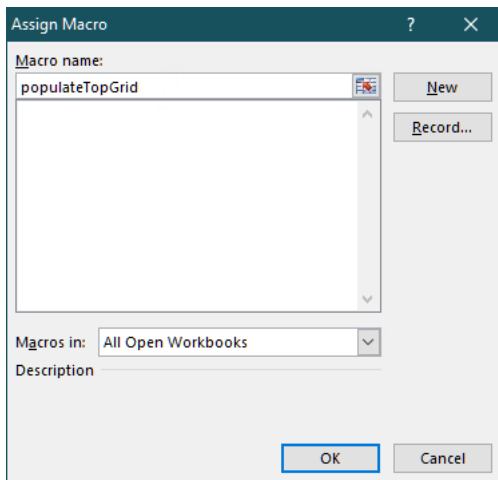 Assign Macro ? ×
Macro name:
populateTopGrid
New
Record...
Macros in: All Open Workbooks
Description
OK Cancel